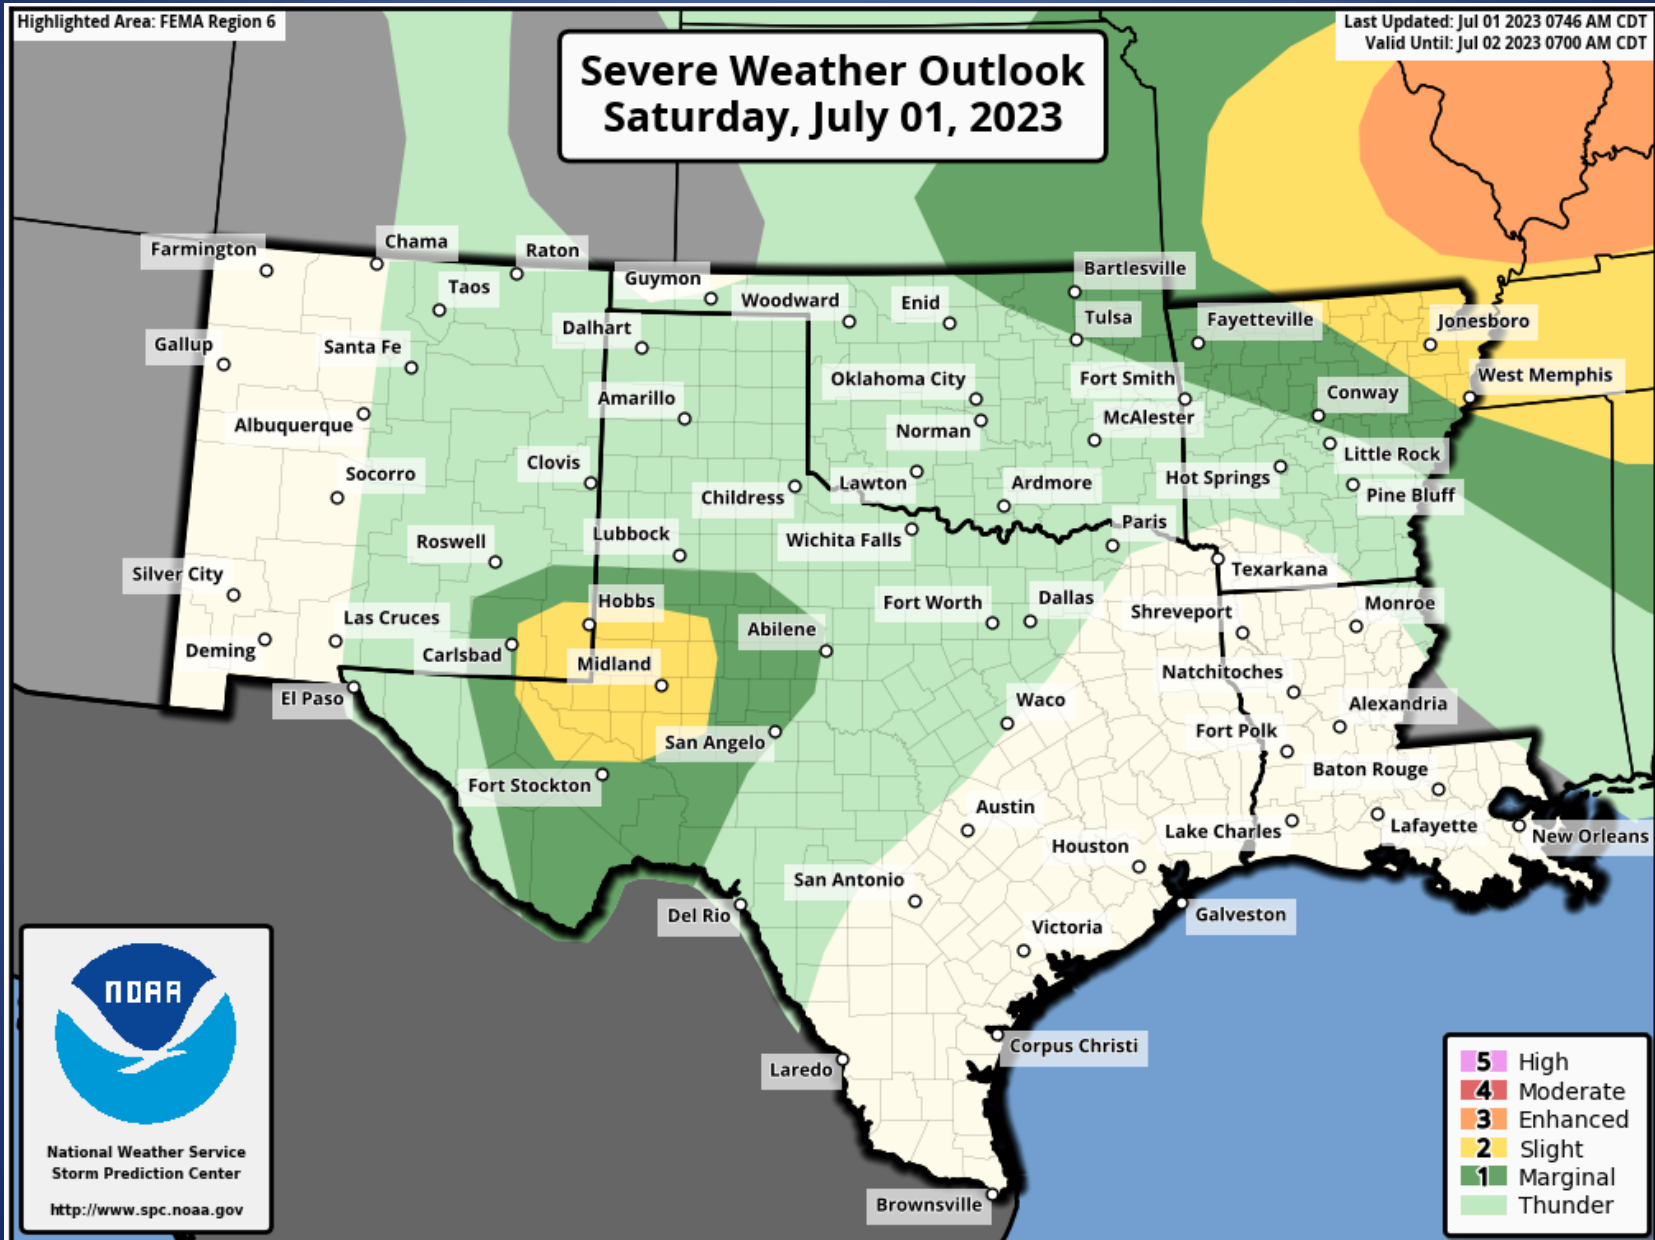 Highlighted Area: FEMA Region 6
Last Updated: Jul 01 2023 0746 AM CDT
Valid Until: Jul 02 2023 0700 AM CDT
Severe Weather Outlook
Saturday, July 01, 2023
Farmington
Chama
Raton
Taos
Guymon
Woodward
Enid
Bartlesville
Tulsa
Fayetteville
Jonesboro
Gallup
Santa Fe
Dalhart
Oklahoma City
Fort Smith
West Memphis
Albuquerque
Amarillo
Norman
McAlester
Conway
Socorro
Clovis
Childress
Lawton
Ardmore
Hot Springs
Little Rock
Pine Bluff
Roswell
Lubbock
Wichita Falls
Paris
Texarkana
Silver City
Hobbs
Fort Worth
Dallas
Shreveport
Monroe
Las Cruces
Deming
Carlsbad
Midland
Abilene
Natchitoches
El Paso
San Angelo
Waco
Fort Polk
Alexandria
Fort Stockton
Austin
Baton Rouge
Houston
Lake Charles
Lafayette
New Orleans
San Antonio
Del Rio
Victoria
Galveston
Laredo
Corpus Christi
Brownsville
NOAA
National Weather Service
Storm Prediction Center
http://www.spc.noaa.gov
5 High
4 Moderate
3 Enhanced
2 Slight
1 Marginal
Thunder